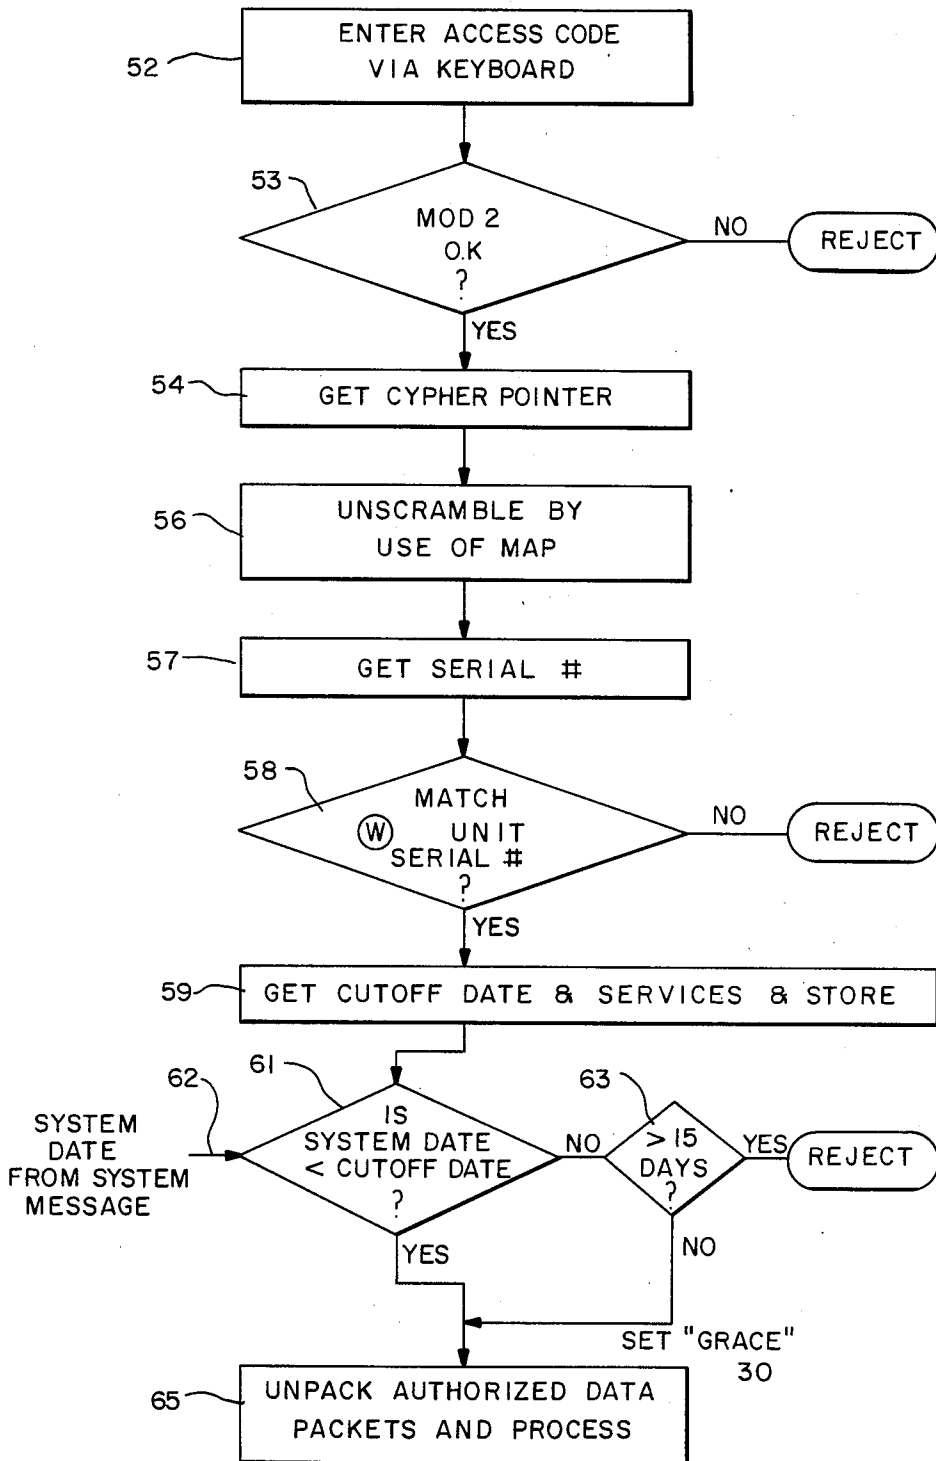 52
ENTER ACCESS CODE
VIA KEYBOARD
53
MOD 2
O.K
?
NO
REJECT
YES
54
GET CYPHER POINTER
56
UNSCRAMBLE BY
USE OF MAP
57
GET SERIAL #
58
MATCH
W UNIT
SERIAL #
?
NO
REJECT
YES
59
GET CUTOFF DATE & SERVICES & STORE
61
62
SYSTEM
DATE
FROM SYSTEM
MESSAGE
IS
SYSTEM DATE
< CUTOFF DATE
?
NO
63
> 15
DAYS
?
YES
REJECT
YES
NO
SET "GRACE"
30
65
UNPACK AUTHORIZED DATA
PACKETS AND PROCESS